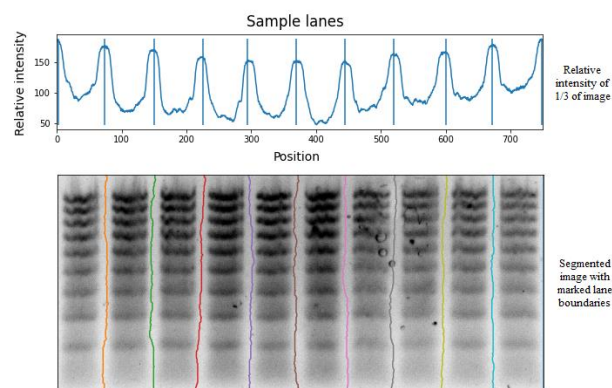 Sample lanes
Relative intensity
150
100
50
0
100
200
300
400
500
600
700
Position
Relative
intensity of
1/3 of image
Segmented
image with
marked lane
boundaries